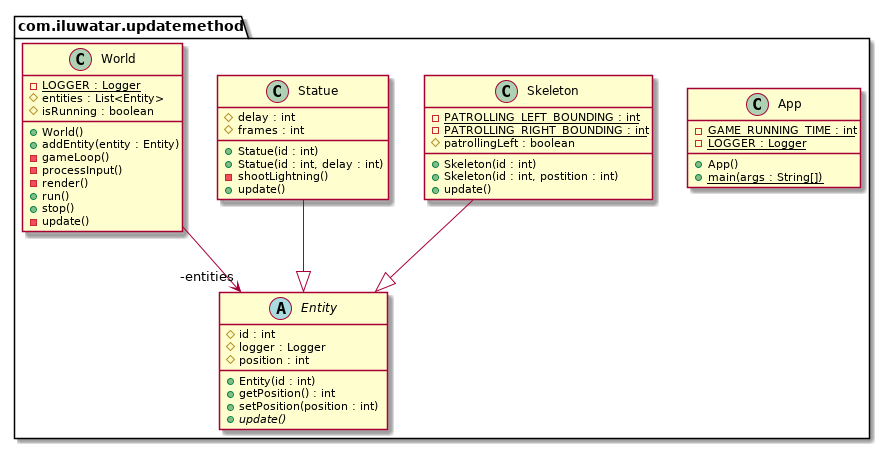 com.iluwatar.updatemethod
C World
LOGGER : Logger
entities : List<Entity>
isRunning : boolean
World()
addEntity(entity : Entity)
gameLoop()
processInput()
render()
run()
stop()
update()
C Statue
delay : int
frames : int
Statue(id : int)
Statue(id : int, delay : int)
shootLightning()
update()
C Skeleton
PATROLLING_LEFT_BOUNDING : int
PATROLLING_RIGHT_BOUNDING : int
patrollingLeft : boolean
Skeleton(id : int)
Skeleton(id : int, postition : int)
update()
C App
GAME_RUNNING_TIME : int
LOGGER : Logger
App()
main(args : String[])
-entities
A Entity
id : int
logger : Logger
position : int
Entity(id : int)
getPosition() : int
setPosition(position : int)
update()